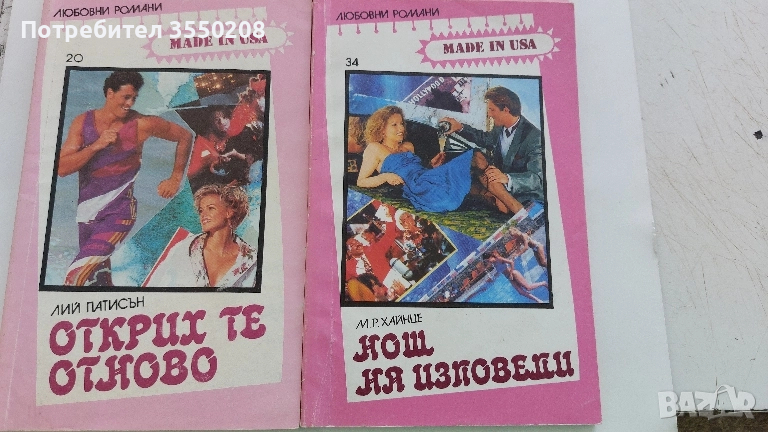 Потребител 3550208
ЛЮБОВНИ РОМАНИ
MADE IN USA
20
ЛИЙ ПАТИСЪН
ОТКРИХ ТЕ
ОТНОВО
ЛЮБОВНИ РОМАНИ
MADE IN USA
34
М.Р. ХАЙНЦЕ
НОЩ
НА ИЗПОВЕДИ
BAZAR